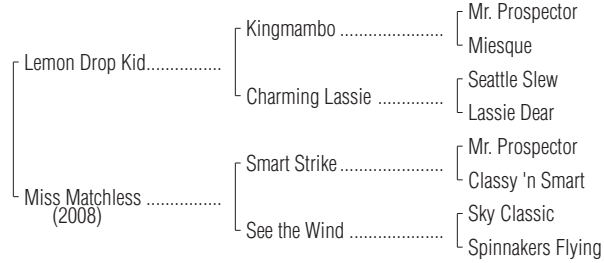 Mr. Prospector
Kingmambo ....................
Miesque
Lemon Drop Kid................
Seattle Slew
Charming Lassie ..............
Lassie Dear
Mr. Prospector
Smart Strike....................
Classy 'n Smart
Miss Matchless ................
(2008)
Sky Classic
See the Wind ..................
Spinnakers Flying